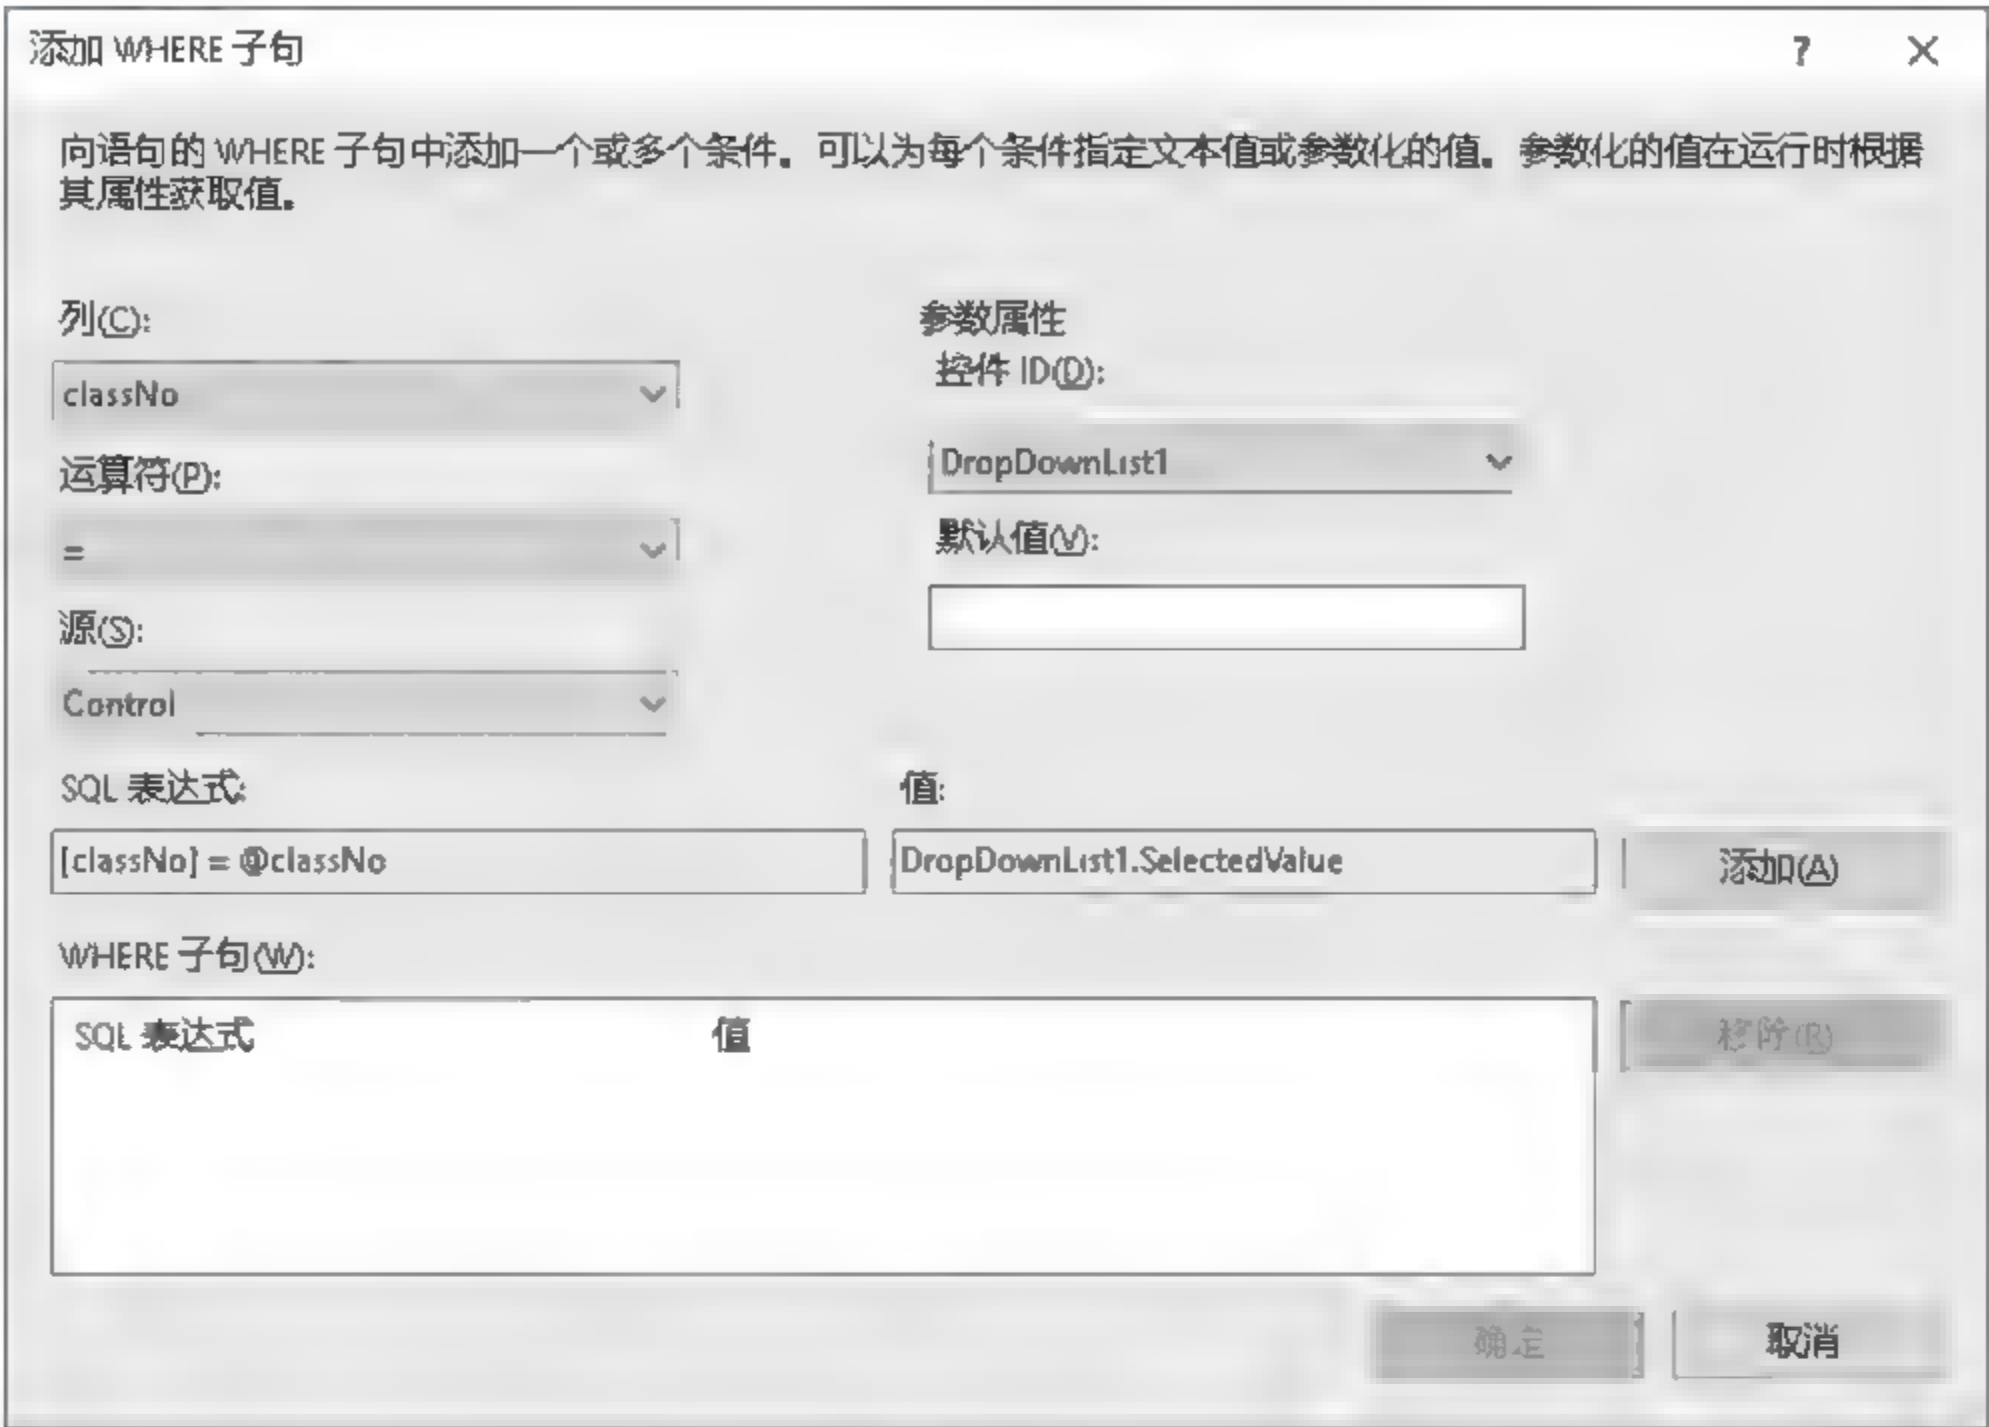 添加 WHERE 子句
?
向语句的 WHERE 子句中添加一个或多个条件。可以为每个条件指定文本值或参数化的值。参数化的值在运行时根据
其属性获取值。
列(C):
classNo
运算符(P):
=
源(S):
Control
参数属性
控件 ID(D):
DropDownList1
默认值(V):
SQL 表达式:
[classNo] = @classNo
值:
DropDownList1.SelectedValue
添加(A)
WHERE 子句(W):
SQL 表达式 值
移除(R)
确定
取消